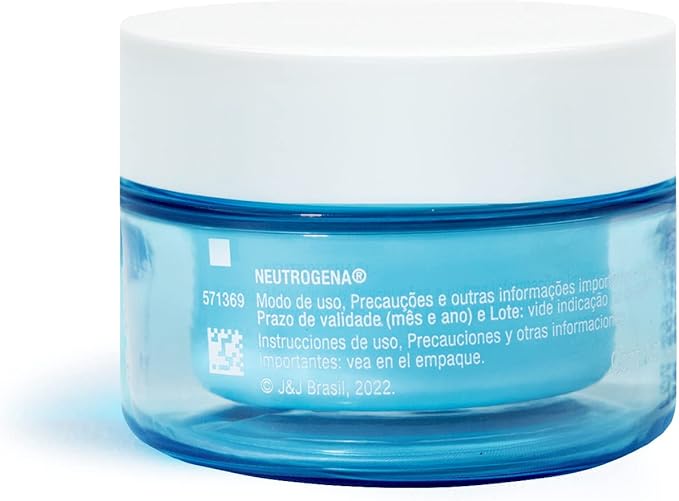 NEUTROGENA®
571369
Modo de uso, Precauções e outras informações
Prazo de validade (mês e ano) e Lote: vide indicação
Instrucciones de uso, Precauciones y otras
importantes: vea en el empaque.
© J&J Brasil, 2022.